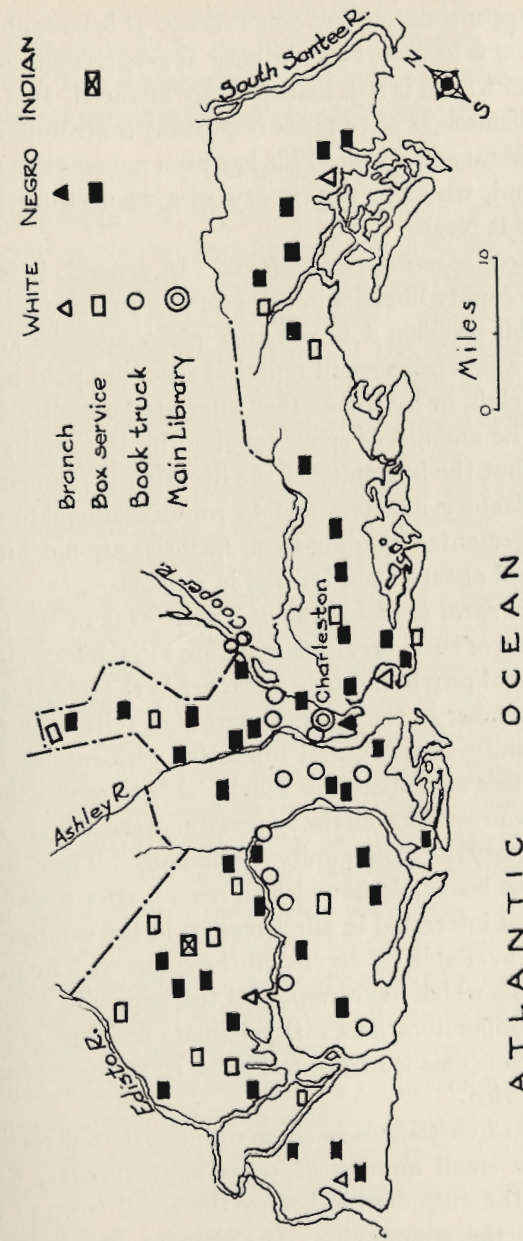 WHITE NEGRO INDIAN
Branch
Box service
Book truck
Main Library
South Santee R.
N
S
0 10
Miles
Cooper R.
Charleston
Ashley R.
Edisto R.
ATLANTIC OCEAN